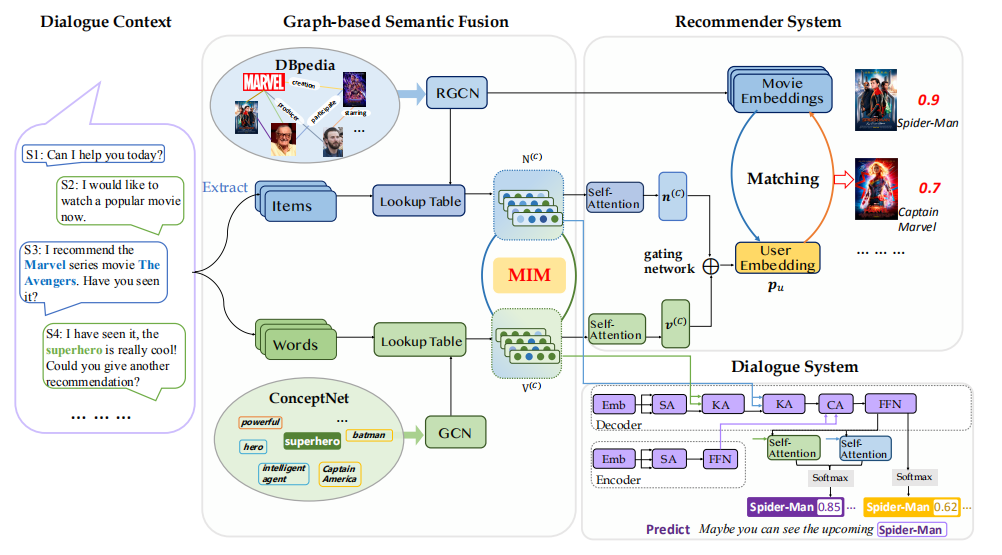 Dialogue Context
Graph-based Semantic Fusion
Recommender System
S1: Can I help you today?
S2: I would like to
watch a popular movie
now.
S3: I recommend the
Marvel series movie The
Avengers. Have you seen
it?
S4: I have seen it, the
superhero is really cool!
Could you give another
recommendation?
... ... ...
DBpedia
MARVEL
creation
producer
participate
starring
...
RGCN
Extract
Items
Lookup Table
N(C)
MIM
Words
Lookup Table
V(C)
ConceptNet
powerful
...
hero
superhero
batman
intelligent
agent
Captain
America
GCN
Self-
Attention
n(C)
gating
network
Self-
Attention
v(C)
Movie
Embeddings
Matching
User
Embedding
pu
0.9
Spider-Man
0.7
Captain
Marvel
... ... ...
Dialogue System
Emb
SA
KA
KA
CA
FFN
Decoder
Emb
SA
FFN
Encoder
Self-
Attention
Self-
Attention
Softmax
Softmax
Spider-Man 0.85 ...
Spider-Man 0.62 ...
Predict Maybe you can see the upcoming Spider-Man